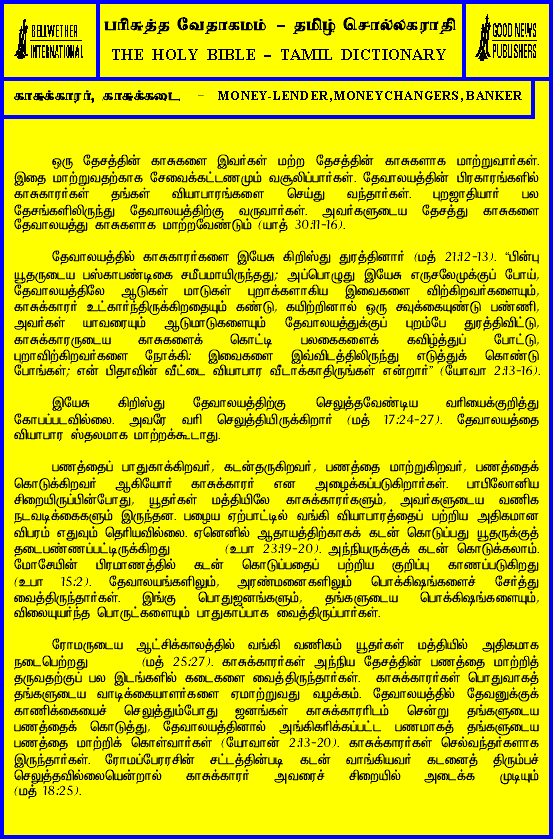 BELLWETHER
INTERNATIONAL
பரிசுத்த வேதாகமம் – தமிழ் சொல்லகராதி
THE HOLY BIBLE – TAMIL DICTIONARY
GOOD NEWS
PUBLISHERS
காசுக்காரர், காசுக்கடை – MONEY-LENDER,MONEYCHANGERS,BANKER
ஒரு தேசத்தின் காசுகளை இவர்கள் மற்ற தேசத்தின் காசுகளாக மாற்றுவார்கள்.
இதை மாற்றுவதற்காக சேவைக்கட்டணமும் வசூலிப்பார்கள். தேவாலயத்தின் பிரகாரங்களில்
காசுகாரர்கள் தங்கள் வியாபாரங்களை செய்து வந்தார்கள். புறஜாதியார் பல
தேசங்களிலிருந்து தேவாலயத்திற்கு வருவார்கள். அவர்களுடைய தேசத்து காசுகளை
தேவாலயத்து காசுகளாக மாற்றவேண்டும் (யாத் 30:11-16).
தேவாலயத்தில் காசுகாரர்களை இயேசு கிறிஸ்து துரத்தினார் (மத் 21:12-13). “பின்பு
யூதருடைய பஸ்காபண்டிகை சமீபமாயிருந்தது; அப்பொழுது இயேசு எருசலேமுக்குப் போய்,
தேவாலயத்திலே ஆடுகள் மாடுகள் புறாக்களாகிய இவைகளை விற்கிறவர்களையும்,
காசுக்காரர் உட்கார்ந்திருக்கிறதையும் கண்டு, கயிற்றினால் ஒரு சவுக்கையுண்டு பண்ணி,
அவர்கள் யாவரையும் ஆடுமாடுகளையும் தேவாலயத்துக்குப் புறம்பே துரத்திவிட்டு,
காசுக்காரருடைய காசுகளைக் கொட்டி பலகைகளைக் கவிழ்த்துப் போட்டு,
புறாவிற்கிறவர்களை நோக்கி: இவைகளை இவ்விடத்திலிருந்து எடுத்துக் கொண்டு
போங்கள்; என் பிதாவின் வீட்டை வியாபார வீடாக்காதிருங்கள் என்றார்” (யோவா 2:13-16).
இயேசு கிறிஸ்து தேவாலயத்திற்கு செலுத்தவேண்டிய வரியைக்குறித்து
கோபப்படவில்லை. அவரே வரி செலுத்தியிருக்கிறார் (மத் 17:24-27). தேவாலயத்தை
வியாபார ஸ்தலமாக மாற்றக்கூடாது.
பணத்தைப் பாதுகாக்கிறவர், கடன்தருகிறவர், பணத்தை மாற்றுகிறவர், பணத்தைக்
கொடுக்கிறவர் ஆகியோர் காசுக்காரர் என அழைக்கப்படுகிறார்கள். பாபிலோனிய
சிறையிருப்பின்போது, யூதர்கள் மத்தியிலே காசுக்காரர்களும், அவர்களுடைய வணிக
நடவடிக்கைகளும் இருந்தன. பழைய ஏற்பாட்டில் வங்கி வியாபாரத்தைப் பற்றிய அதிகமான
விபரம் எதுவும் தெரியவில்லை. ஏனெனில் ஆதாயத்திற்காகக் கடன் கொடுப்பது யூதருக்குத்
தடைபண்ணப்பட்டிருக்கிறது (உபா 23:19-20). அந்நியருக்குக் கடன் கொடுக்கலாம்.
மோசேயின் பிரமாணத்தில் கடன் கொடுப்பதைப் பற்றிய குறிப்பு காணப்படுகிறது
(உபா 15:2). தேவாலயங்களிலும், அரண்மனைகளிலும் பொக்கிஷங்களைச் சேர்த்து
வைத்திருந்தார்கள். இங்கு பொதுஜனங்களும், தங்களுடைய பொக்கிஷங்களையும்,
விலையுயர்ந்த பொருட்களையும் பாதுகாப்பாக வைத்திருப்பார்கள்.
ரோமருடைய ஆட்சிக்காலத்தில் வங்கி வணிகம் யூதர்கள் மத்தியில் அதிகமாக
நடைபெற்றது (மத் 25:27). காசுக்காரர்கள் அந்நிய தேசத்தின் பணத்தை மாற்றித்
தருவதற்குப் பல இடங்களில் கடைகளை வைத்திருந்தார்கள். காசுக்காரர்கள் பொதுவாகத்
தங்களுடைய வாடிக்கையாளர்களை ஏமாற்றுவது வழக்கம். தேவாலயத்தில் தேவனுக்குக்
காணிக்கையைச் செலுத்தும்போது ஜனங்கள் காசுக்காரரிடம் சென்று தங்களுடைய
பணத்தைக் கொடுத்து, தேவாலயத்தினால் அங்கிகரிக்கப்பட்ட பணமாகத் தங்களுடைய
பணத்தை மாற்றிக் கொள்வார்கள் (யோவான் 2:13-20). காசுக்காரர்கள் செல்வந்தர்களாக
இருந்தார்கள். ரோமப்பேரரசின் சட்டத்தின்படி கடன் வாங்கியவர் கடனைத் திரும்பச்
செலுத்தவில்லையென்றால் காசுக்காரர் அவரைச் சிறையில் அடைக்க முடியும்
(மத் 18:25).